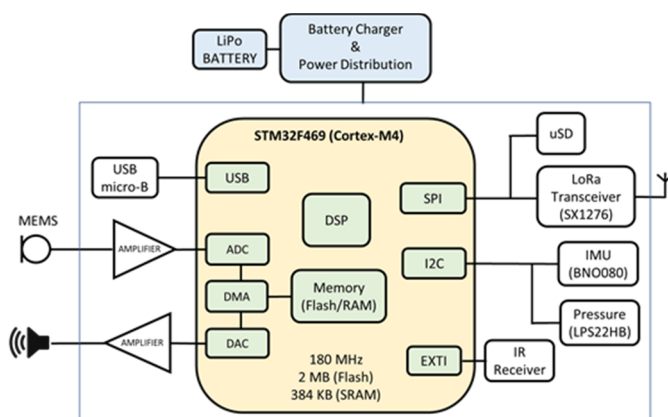 LiPo
BATTERY
Battery Charger
&
Power Distribution
STM32F469 (Cortex-M4)
USB
micro-B
USB
DSP
SPI
uSD
LoRa
Transceiver
(SX1276)
MEMS
AMPLIFIER
ADC
I2C
IMU
(BNO080)
DMA
Memory
(Flash/RAM)
Pressure
(LPS22HB)
AMPLIFIER
DAC
180 MHz
2 MB (Flash)
384 KB (SRAM)
EXTI
IR
Receiver